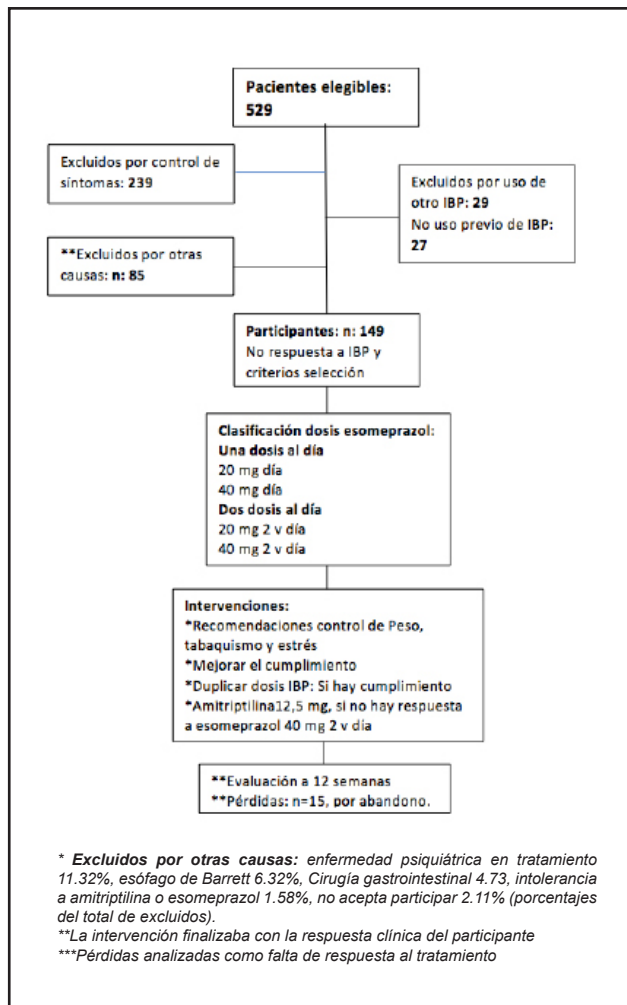 Pacientes elegibles:
529
Excluidos por control de
síntomas: 239
Excluidos por uso de
otro IBP: 29
No uso previo de IBP:
27
**Excluidos por otras
causas: n: 85
Participantes: n: 149
No respuesta a IBP y
criterios selección
Clasificación dosis esomeprazol:
Una dosis al día
20 mg día
40 mg día
Dos dosis al día
20 mg 2 v día
40 mg 2 v día
Intervenciones:
*Recomendaciones control de Peso,
tabaquismo y estrés
*Mejorar el cumplimiento
*Duplicar dosis IBP: Si hay cumplimiento
*Amitriptilina12,5 mg, si no hay respuesta
a esomeprazol 40 mg 2 v día
**Evaluación a 12 semanas
**Pérdidas: n=15, por abandono.
* Excluidos por otras causas: enfermedad psiquiátrica en tratamiento
11.32%, esófago de Barrett 6.32%, Cirugía gastrointestinal 4.73, intolerancia
a amitriptilina o esomeprazol 1.58%, no acepta participar 2.11% (porcentajes
del total de excluidos).
**La intervención finalizaba con la respuesta clínica del participante
***Pérdidas analizadas como falta de respuesta al tratamiento